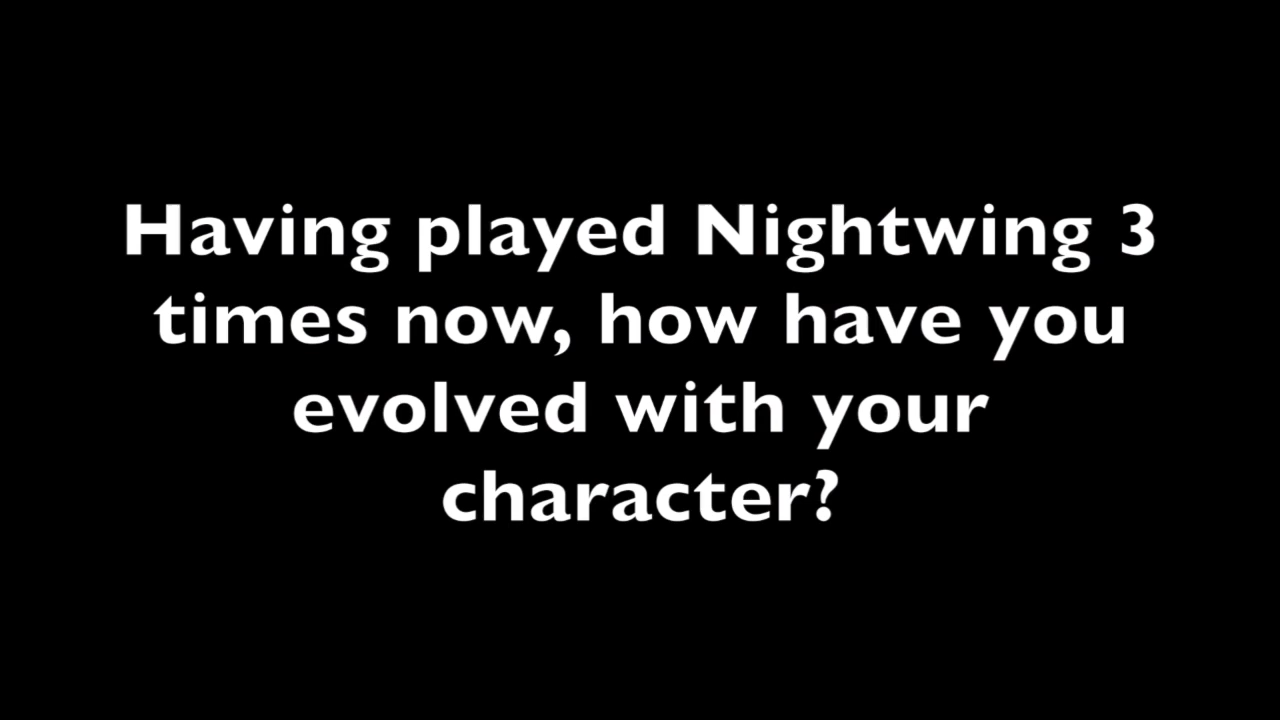 Having played Nightwing 3
times now, how have you
evolved with your
character?